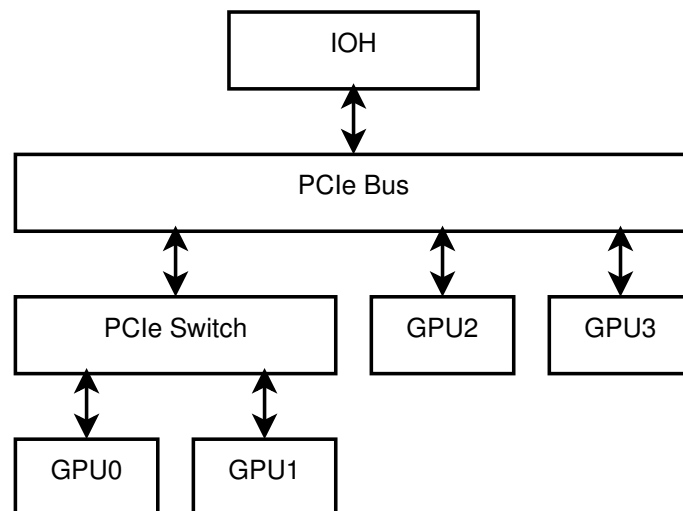 IOH
PCIe Bus
PCIe Switch
GPU2
GPU3
GPU0
GPU1